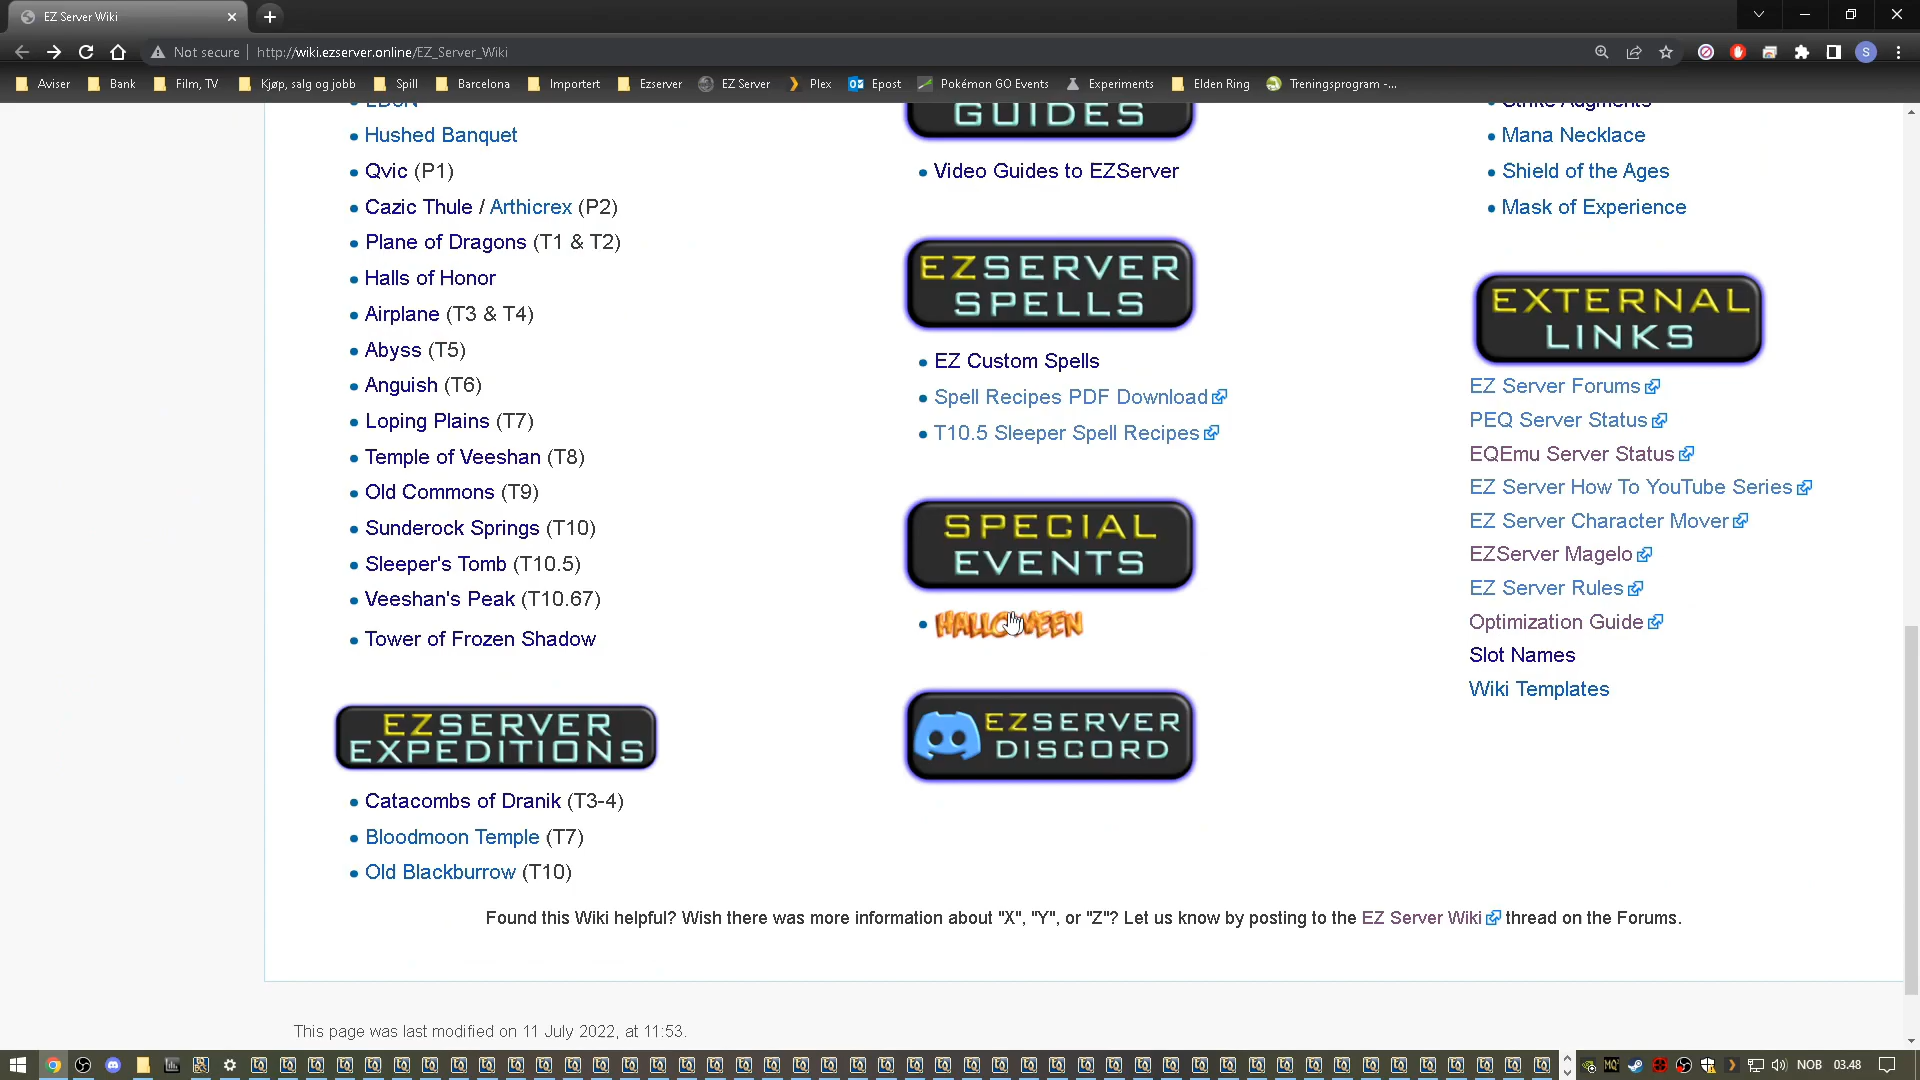 EZ Server Wiki
Not secure
http://wiki.ezserver.online/EZ_Server_Wiki
S
Aviser
Bank
Film, TV
Kjøp, salg og jobb
Spill
Barcelona
Importert
Ezserver
EZ Server
Plex
Epost
Pokémon GO Events
Experiments
Elden Ring
Treningsprogram -...
Hushed Banquet
Qvic (P1)
Cazic Thule / Arthicrex (P2)
Plane of Dragons (T1 & T2)
Halls of Honor
Airplane (T3 & T4)
Abyss (T5)
Anguish (T6)
Loping Plains (T7)
Temple of Veeshan (T8)
Old Commons (T9)
Sunderock Springs (T10)
Sleeper's Tomb (T10.5)
Veeshan's Peak (T10.67)
Tower of Frozen Shadow
EZSERVER
EXPEDITIONS
Catacombs of Dranik (T3-4)
Bloodmoon Temple (T7)
Old Blackburrow (T10)
GUIDES
Video Guides to EZServer
EZSERVER
SPELLS
EZ Custom Spells
Spell Recipes PDF Download
T10.5 Sleeper Spell Recipes
SPECIAL
EVENTS
HALLOWEEN
EZSERVER
DISCORD
Strike Augments
Mana Necklace
Shield of the Ages
Mask of Experience
EXTERNAL
LINKS
EZ Server Forums
PEQ Server Status
EQEmu Server Status
EZ Server How To YouTube Series
EZ Server Character Mover
EZServer Magelo
EZ Server Rules
Optimization Guide
Slot Names
Wiki Templates
Found this Wiki helpful? Wish there was more information about "X", "Y", or "Z"? Let us know by posting to the EZ Server Wiki thread on the Forums.
This page was last modified on 11 July 2022, at 11:53.
NOB
03.48